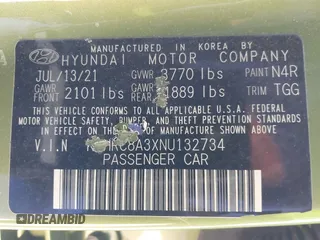 MANUFACTURED IN KOREA BY
HYUNDAI MOTOR COMPANY
JUL/13/21 GVWR 3770 lbs PAINT N4R
GAWR FRONT 2101 lbs GAWR REAR 1889 lbs TRIM TGG
THIS VEHICLE CONFORMS TO ALL APPLICABLE U.S.A. FEDERAL
MOTOR VEHICLE SAFETY, BUMPER, AND THEFT PREVENTION
STANDARDS IN EFFECT ON THE DATE OF MANUFACTURE SHOWN ABOVE
V.I.N 8A3XNU132734
PASSENGER CAR
DREAMBID